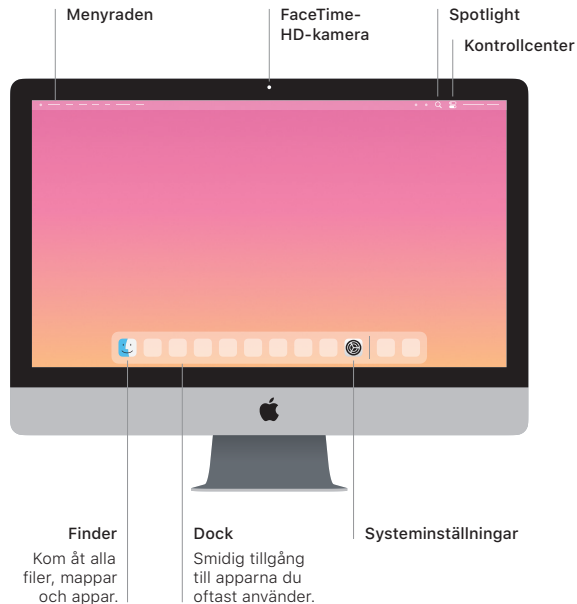 Menyraden
FaceTime-
HD-kamera
Spotlight
Kontrollcenter
Finder
Kom åt alla
filer, mappar
och appar.
Dock
Smidig tillgång
till apparna du
oftast använder.
Systeminställningar